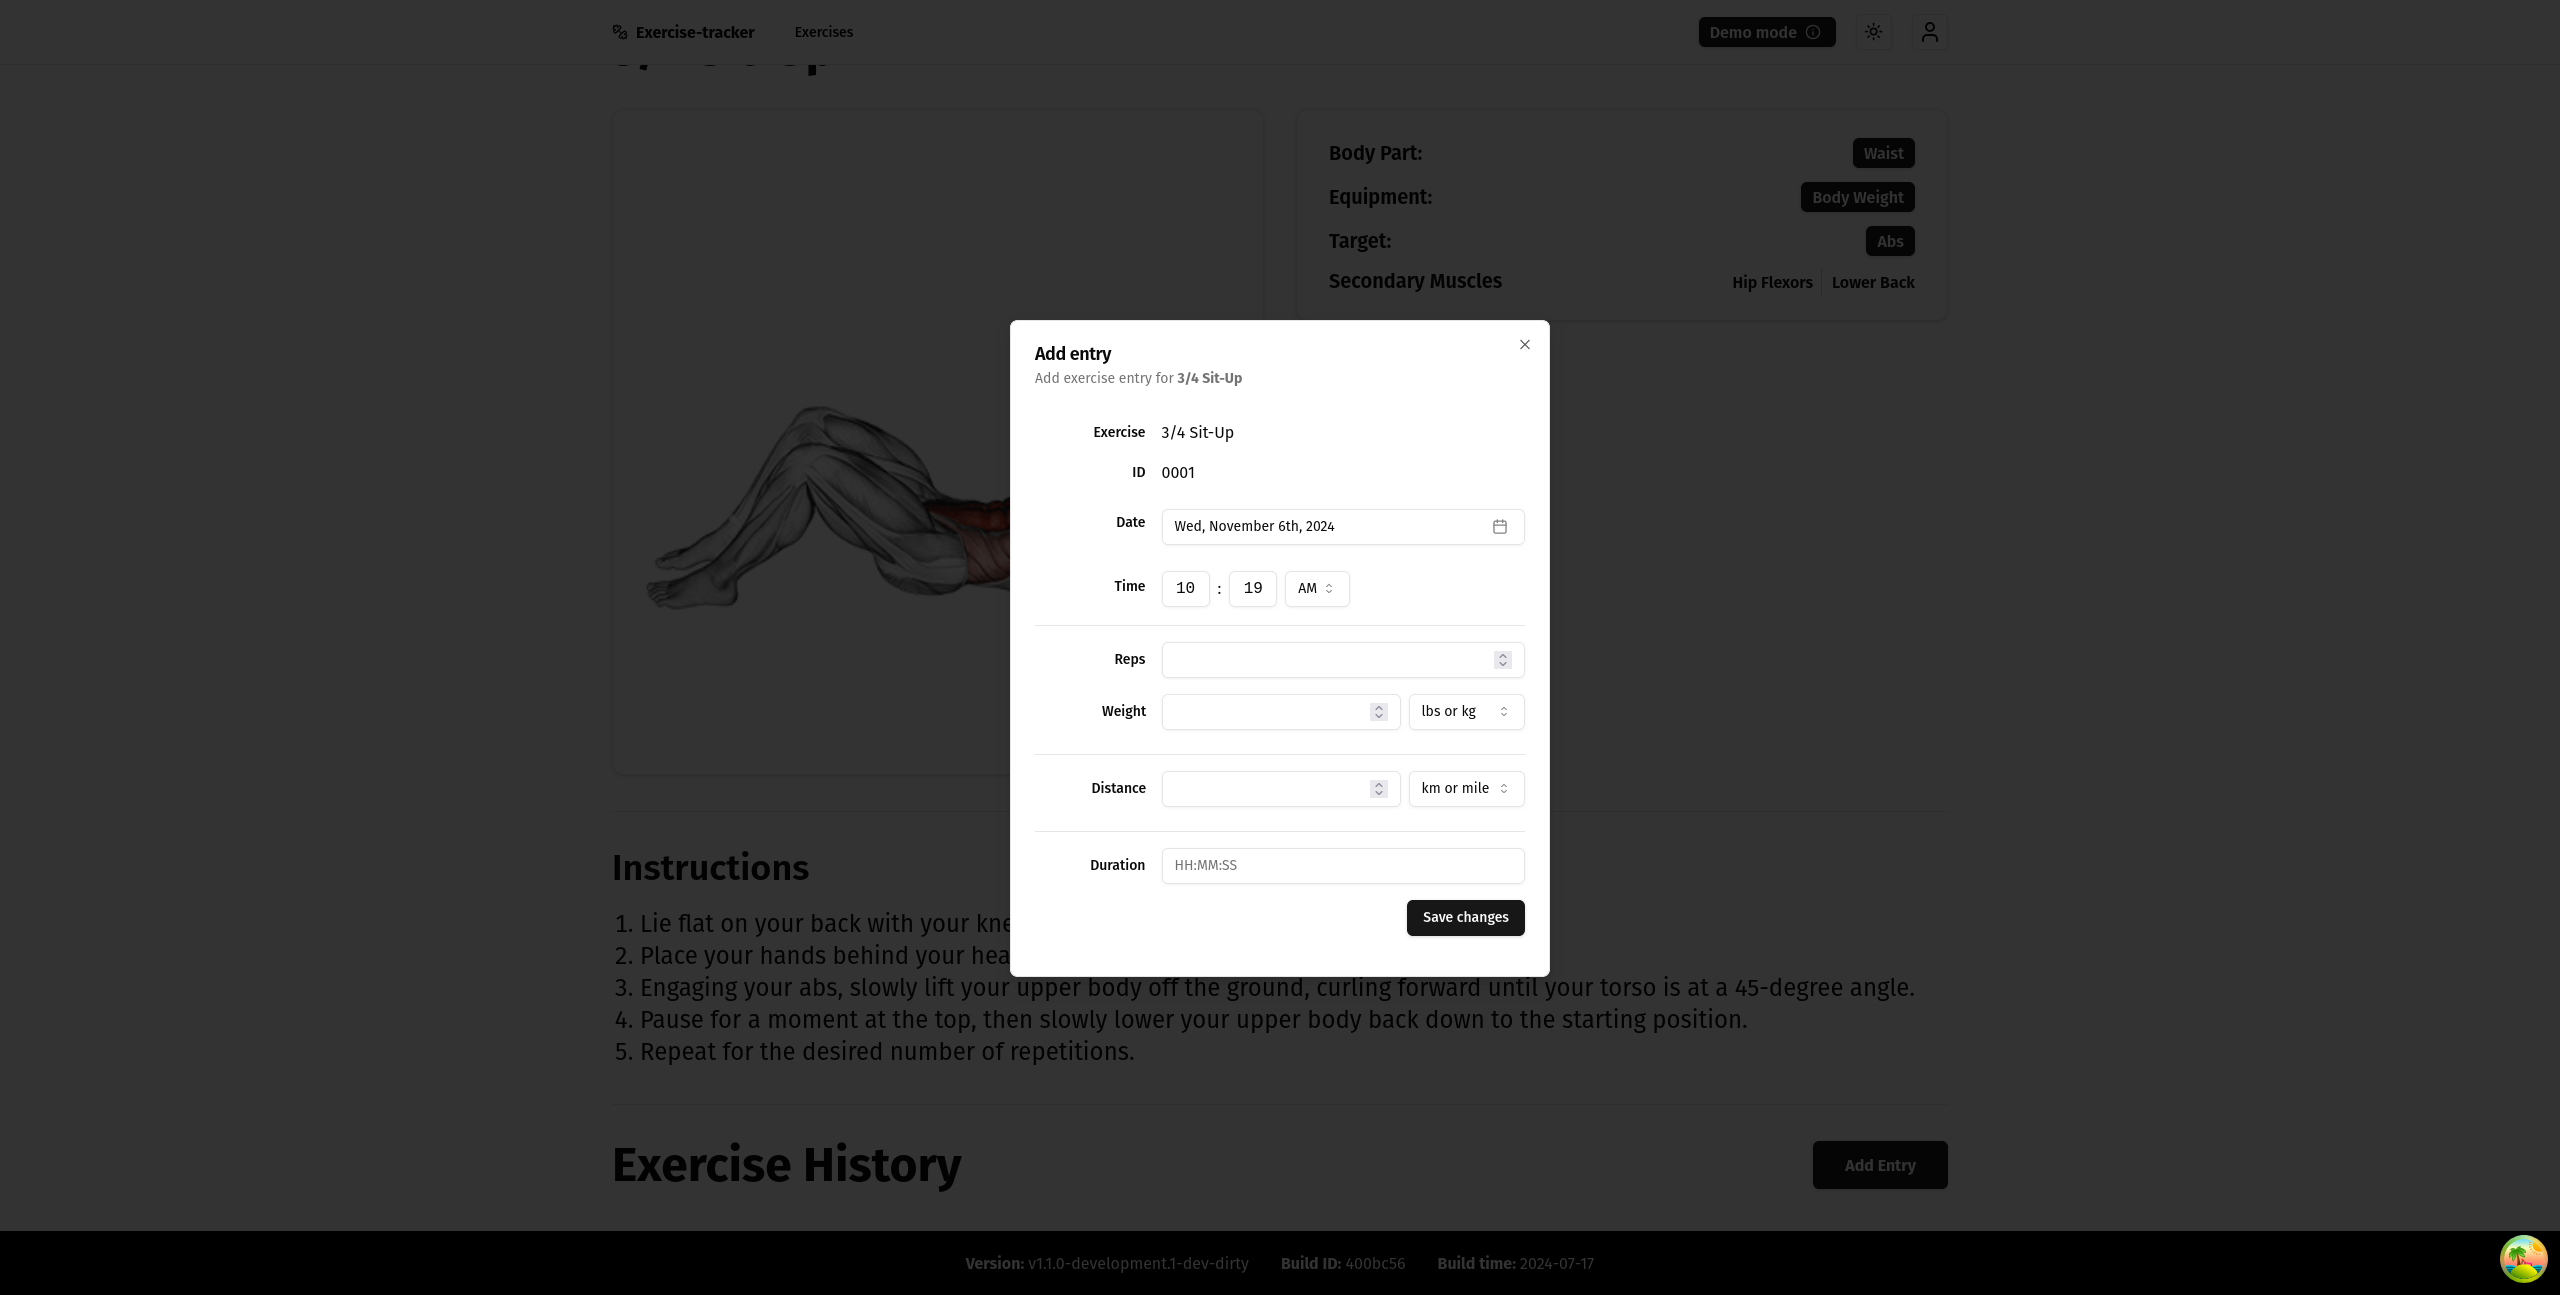 Exercise-tracker
Exercises
Demo mode
Body Part:
Waist
Equipment:
Body Weight
Target:
Abs
Secondary Muscles
Hip Flexors
Lower Back
Add entry
Add exercise entry for 3/4 Sit-Up
Exercise
3/4 Sit-Up
ID
0001
Date
Wed, November 6th, 2024
Time
10 : 19 AM
Reps
Weight
lbs or kg
Distance
km or mile
Duration
HH:MM:SS
Save changes
Instructions
1. Lie flat on your back with your
2. Place your hands behind your
3. Engaging your abs, slowly lift your upper body off the ground, curling forward until your torso is at a 45-degree angle.
4. Pause for a moment at the top, then slowly lower your upper body back down to the starting position.
5. Repeat for the desired number of repetitions.
Exercise History
Add Entry
Version: v1.1.0-development.1-dev-dirty
Build ID: 400bc56
Build time: 2024-07-17